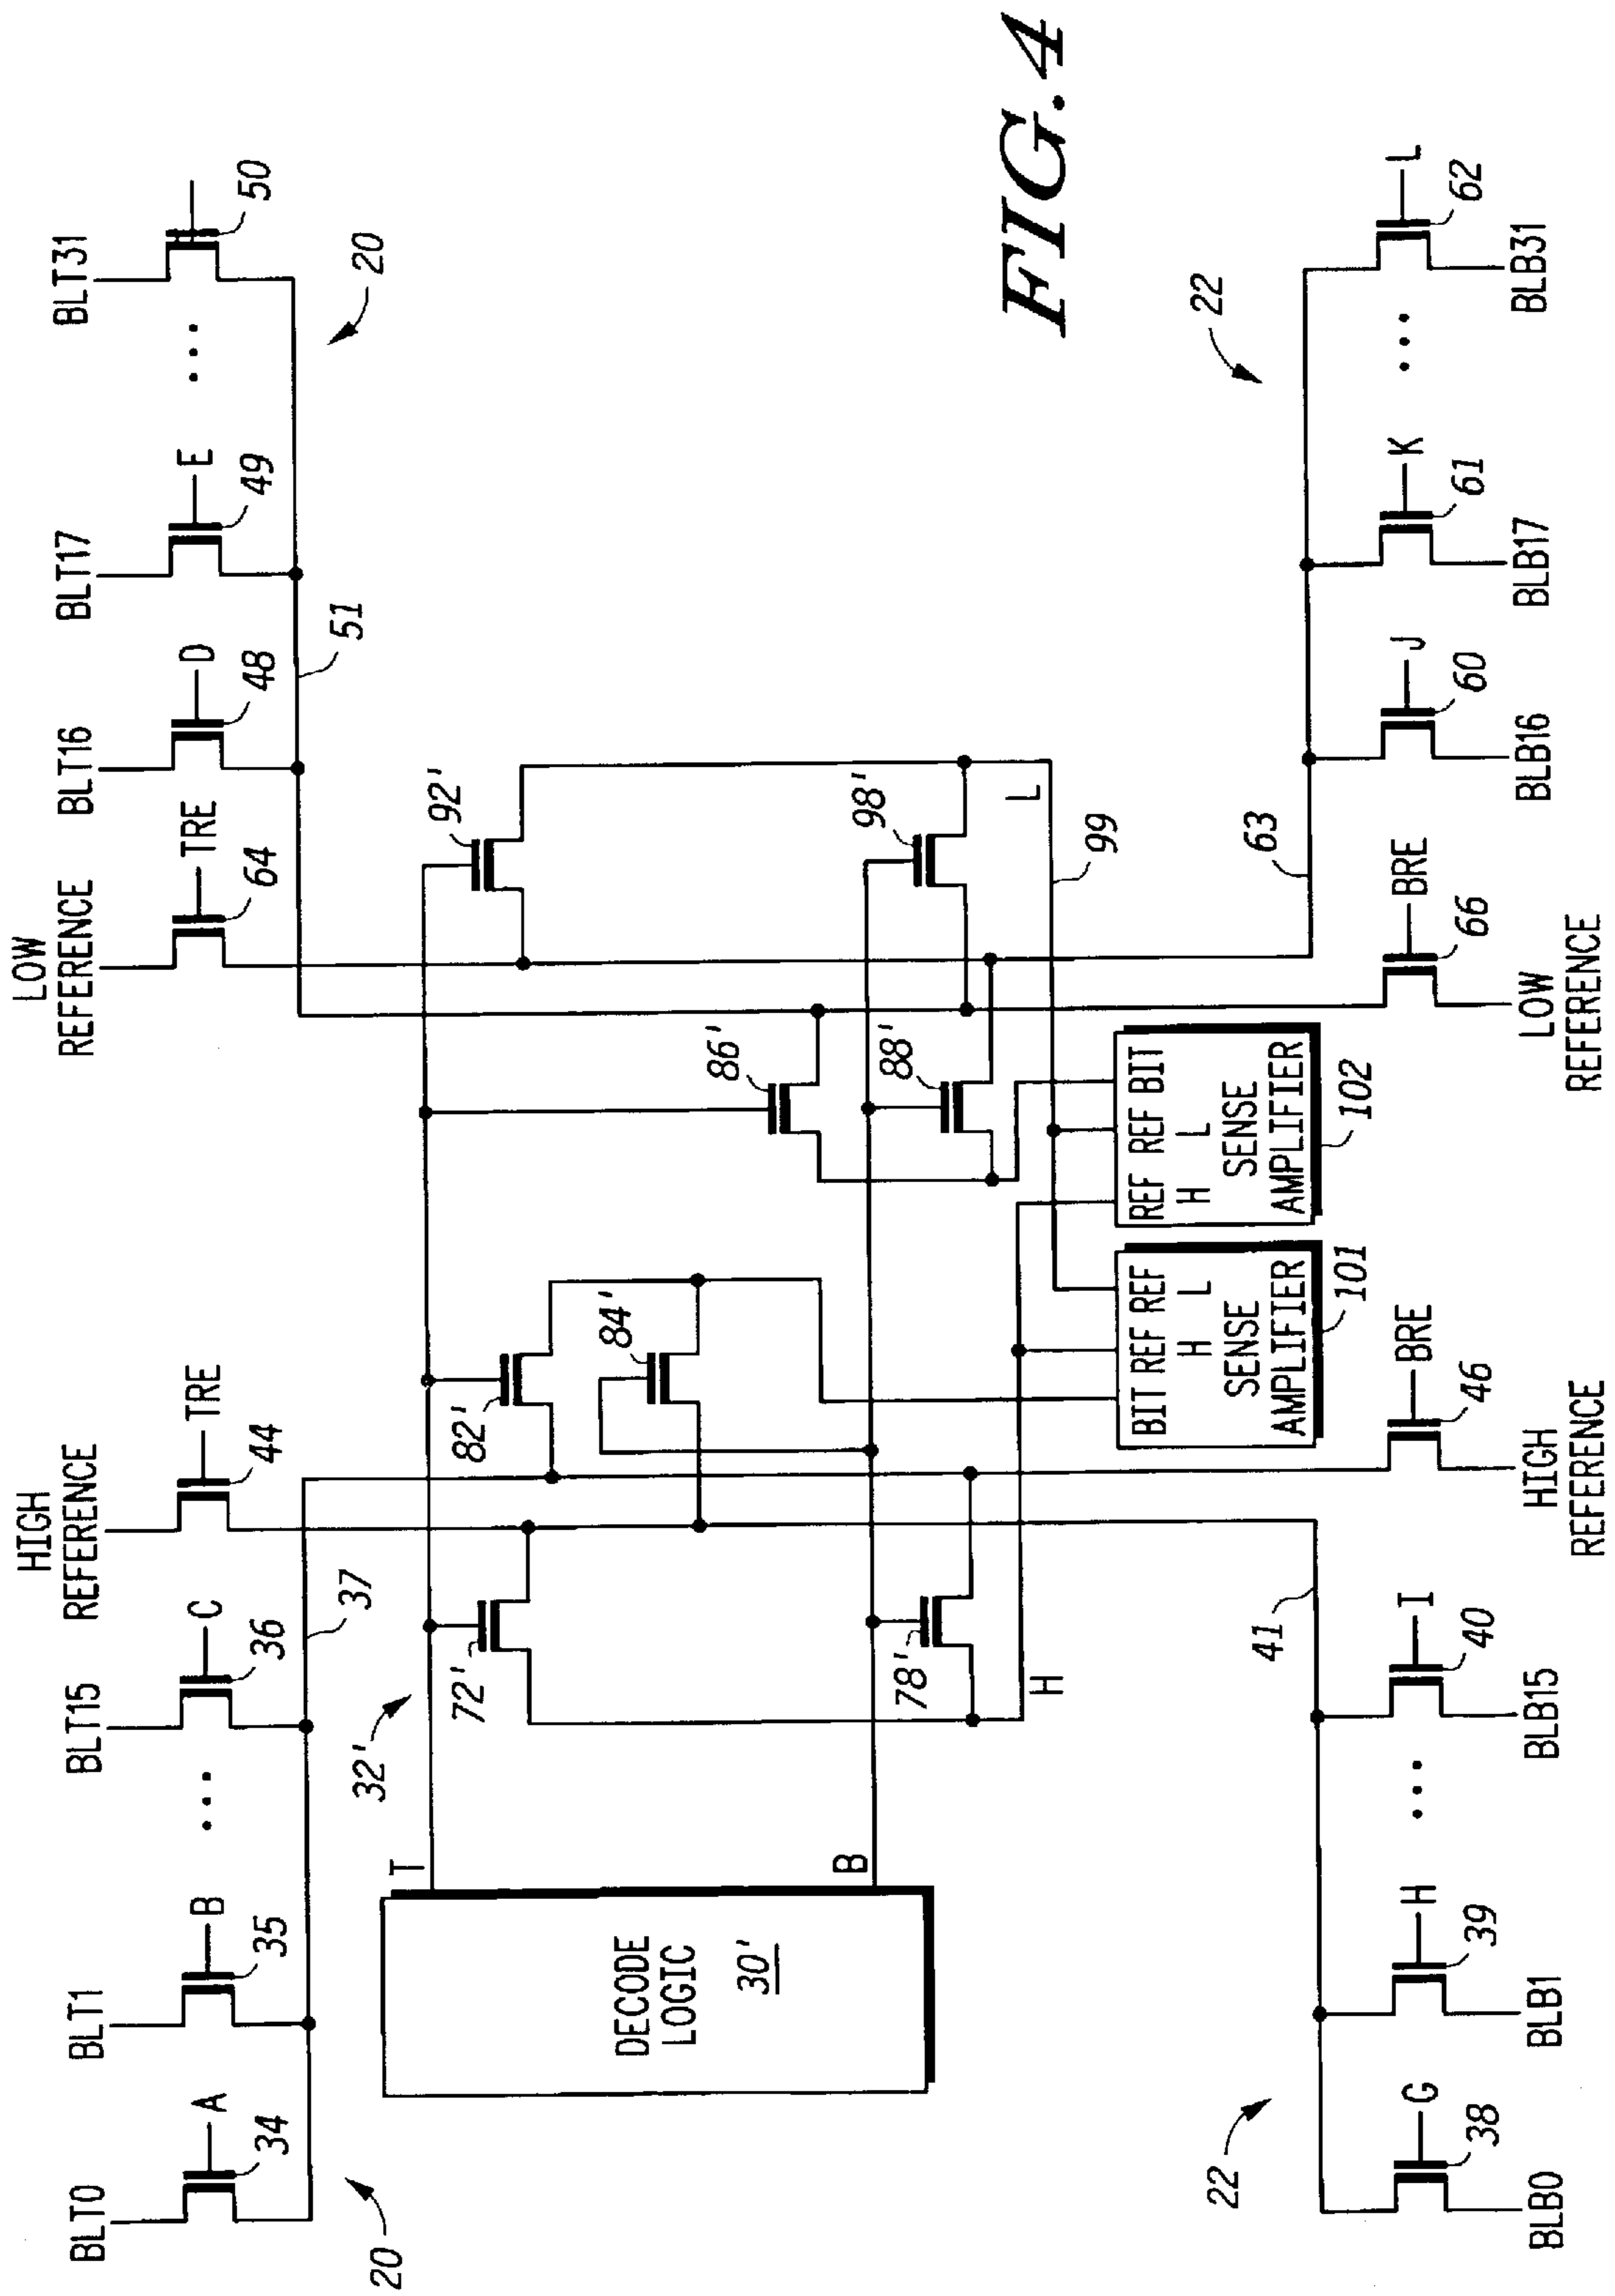 BLT0
BLT1
BLT15
HIGH
REFERENCE
LOW
REFERENCE
BLT16
BLT17
BLT31
A
B
C
TRE
TRE
D
E
34
35
36
44
64
48
49
50
20
37
51
20
32'
T
72'
82'
84'
86'
92'
DECODE
LOGIC
30'
B
78'
88'
98'
H
L
99
BIT REF REF
H L
SENSE
AMPLIFIER
101
REF REF BIT
H L
SENSE
AMPLIFIER
102
22
41
63
22
G
H
I
BRE
BRE
J
K
L
38
39
40
46
66
60
61
62
BLB0
BLB1
BLB15
HIGH
REFERENCE
LOW
REFERENCE
BLB16
BLB17
BLB31
FIG.4